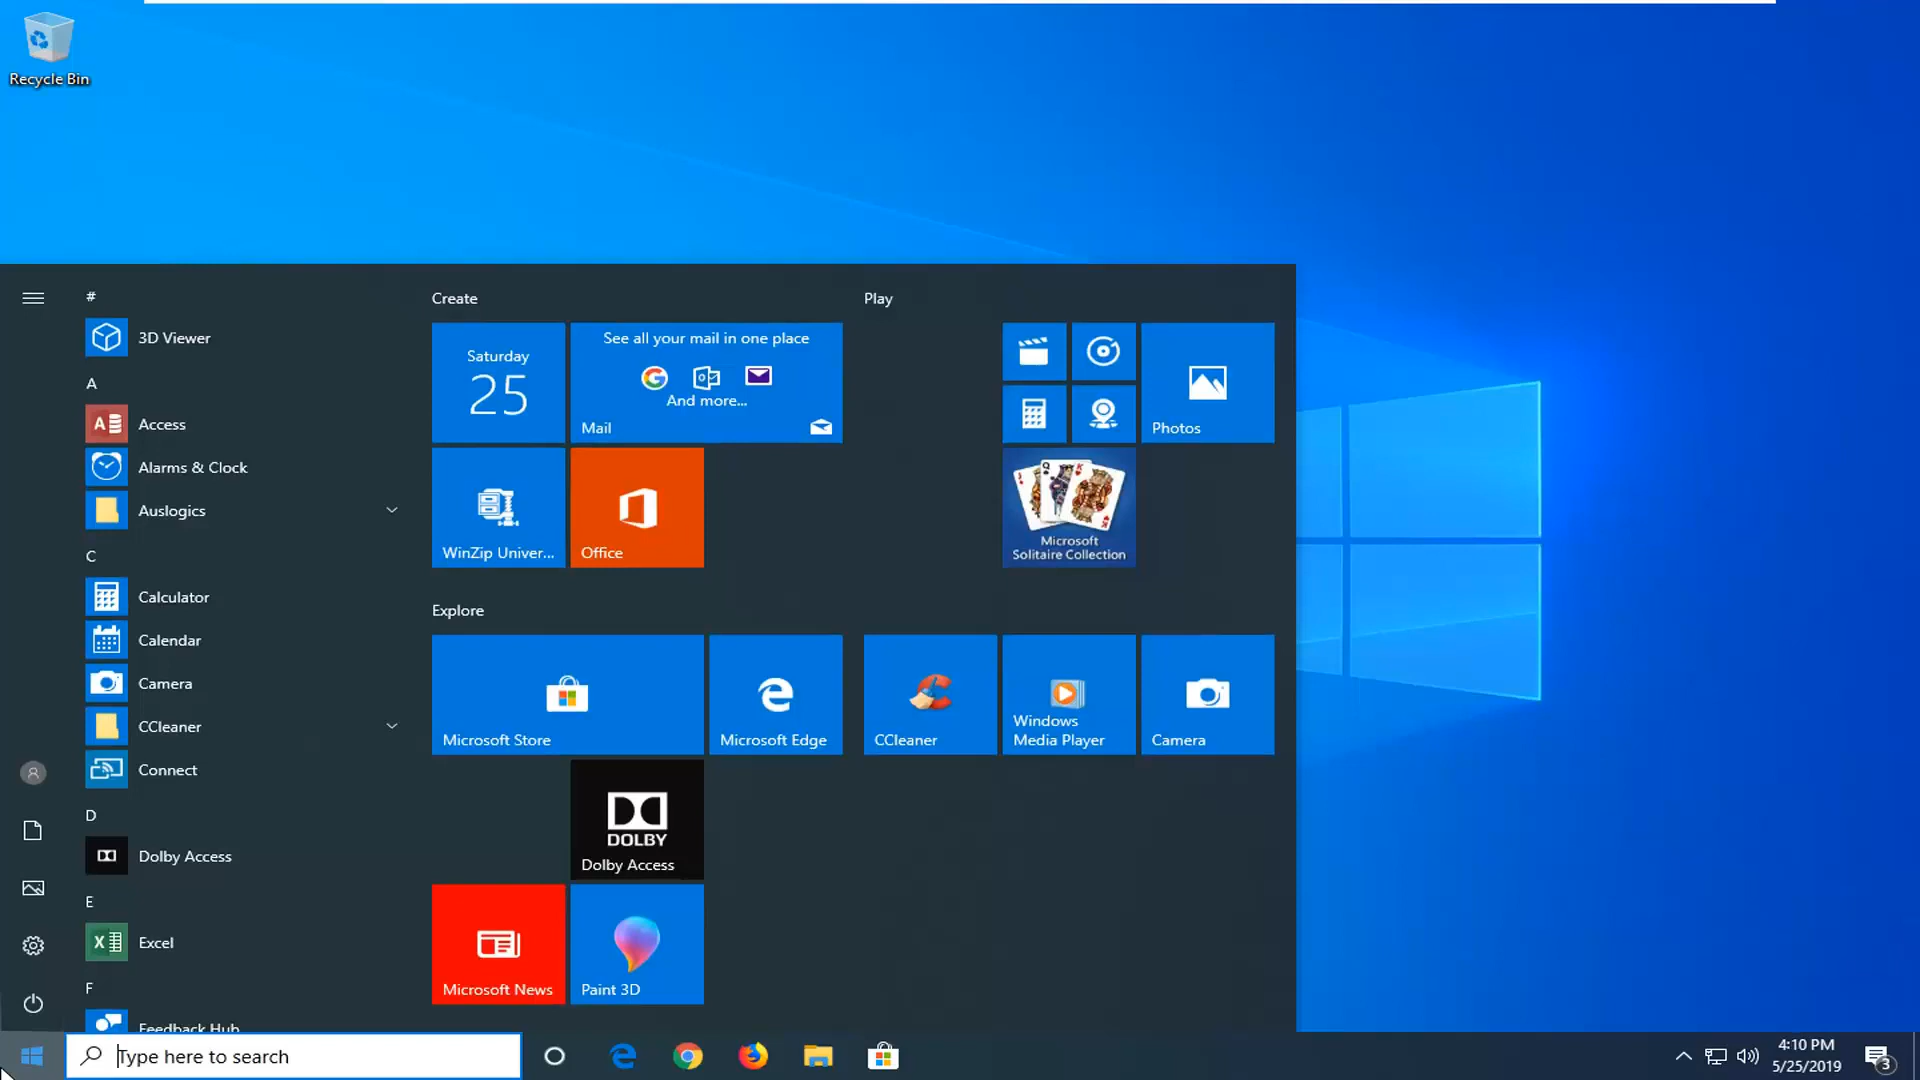 Recycle Bin
#
3D Viewer
A
Access
Alarms & Clock
Auslogics
C
Calculator
Calendar
Camera
CCleaner
Connect
D
Dolby Access
E
Excel
F
Feedback Hub
Create
Saturday
25
See all your mail in one place
And more...
Mail
WinZip Univer...
Office
Explore
Microsoft Store
Microsoft Edge
DOLBY
Dolby Access
Microsoft News
Paint 3D
Play
Photos
Microsoft
Solitaire Collection
CCleaner
Windows
Media Player
Camera
Type here to search
4:10 PM
5/25/2019
3